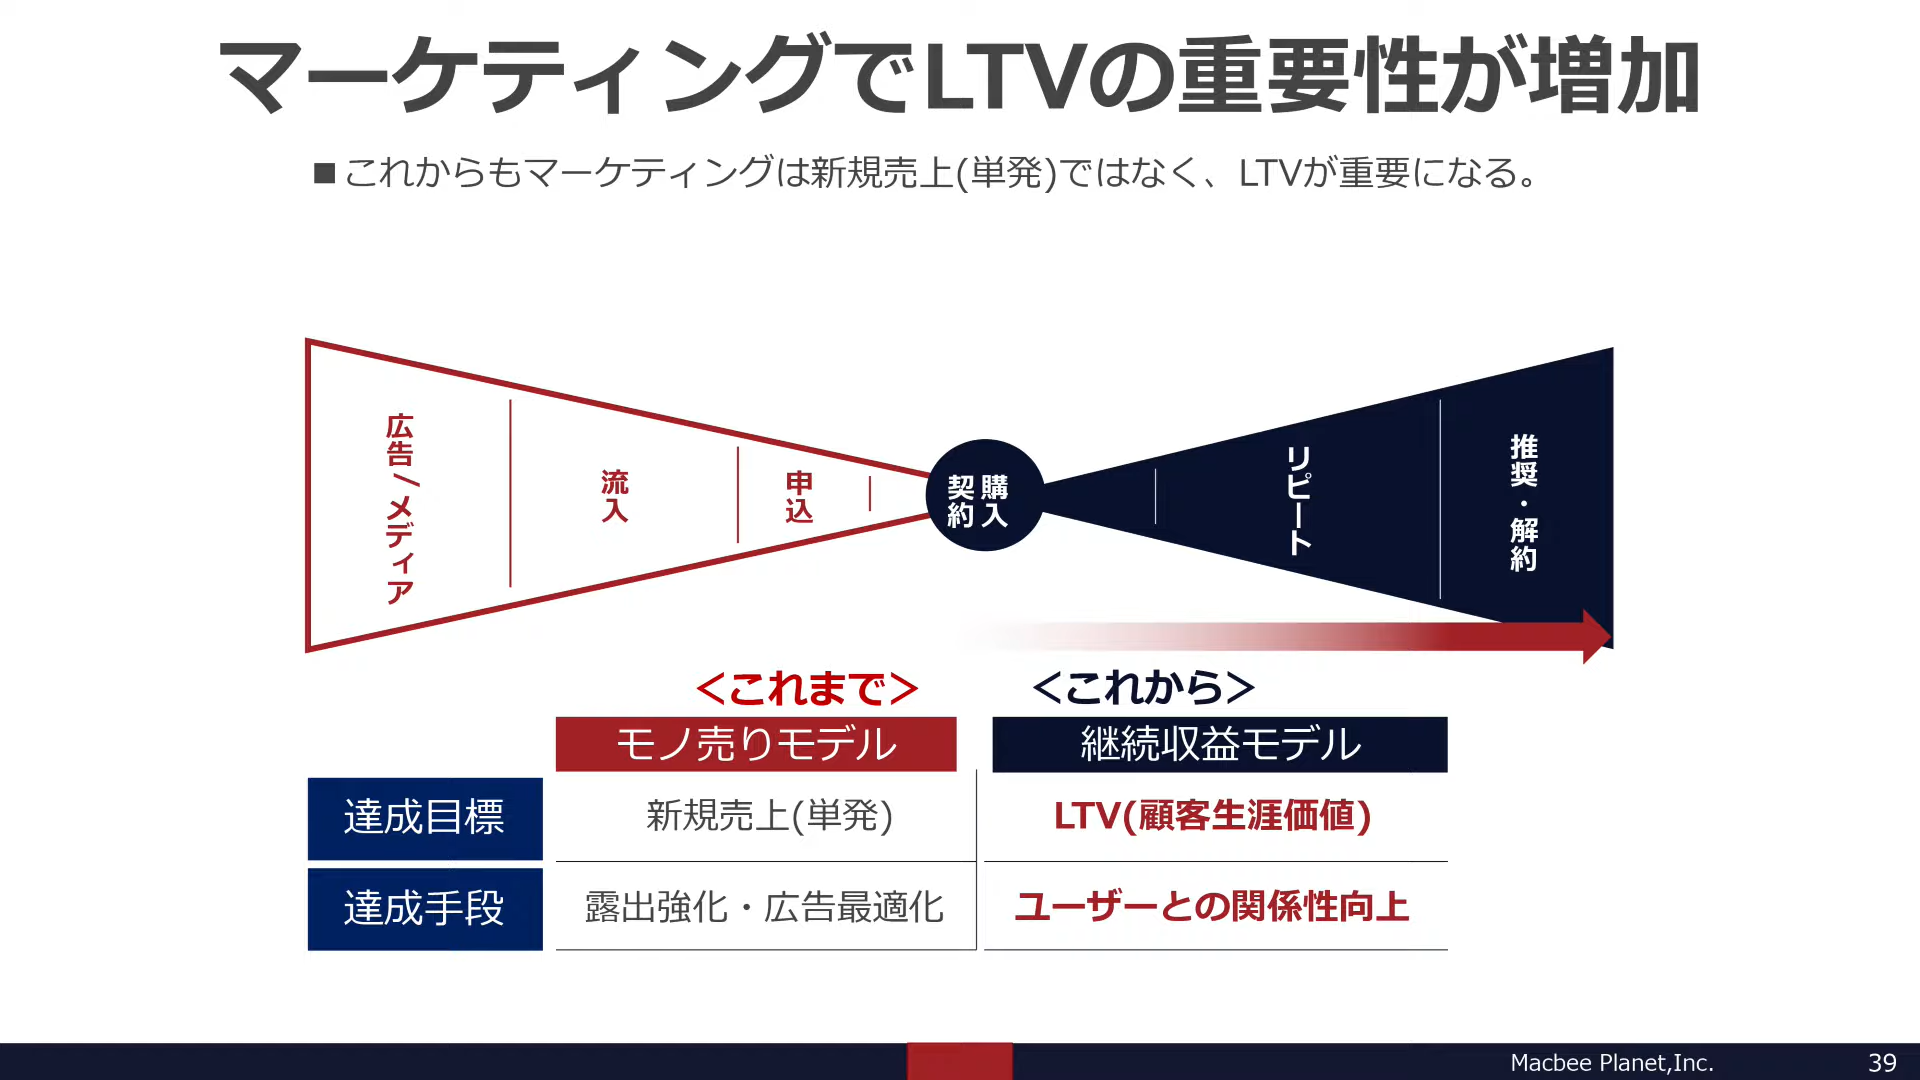 マーケティングでLTVの重要性が増加
■これからもマーケティングは新規売上(単発)ではなく、LTVが重要になる。
広告/メディア
流入
申込
購入
契約
リピート
推奨・解約
<これまで>
<これから>
モノ売りモデル
継続収益モデル
達成目標
新規売上(単発)
LTV(顧客生涯価値)
達成手段
露出強化・広告最適化
ユーザーとの関係性向上
Macbee Planet,Inc.
39